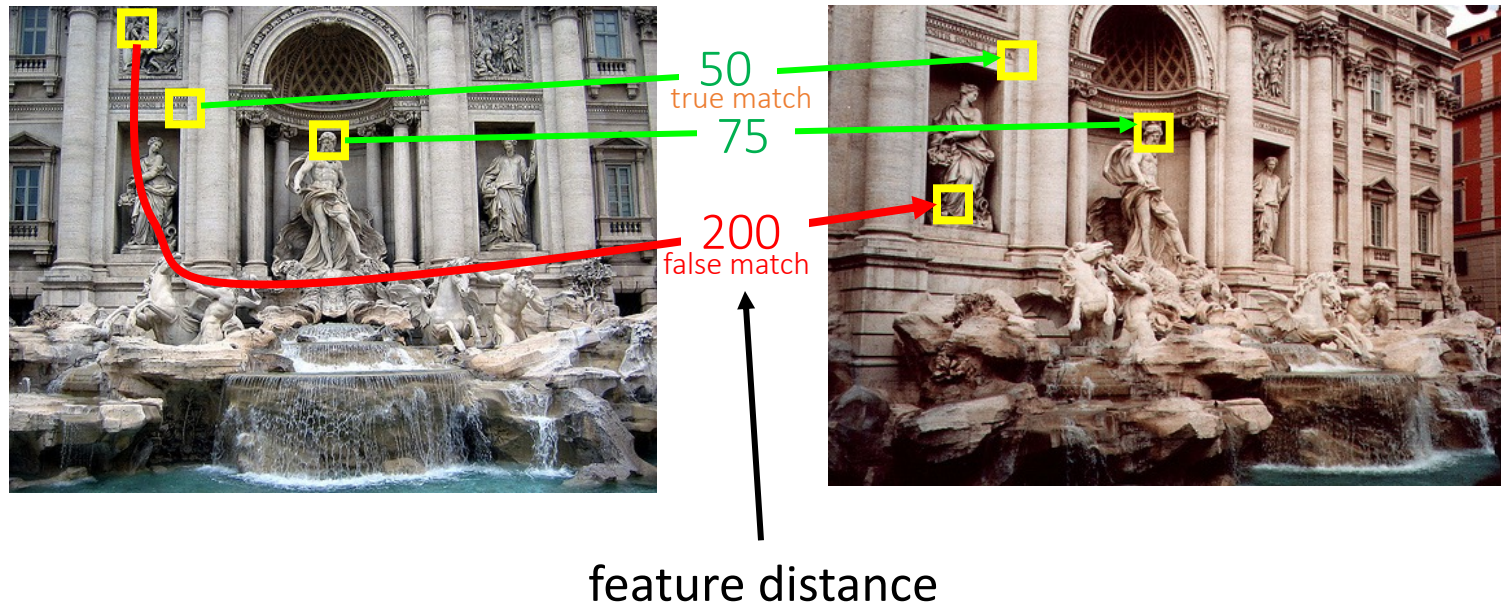 50
true match
75
200
false match
feature distance